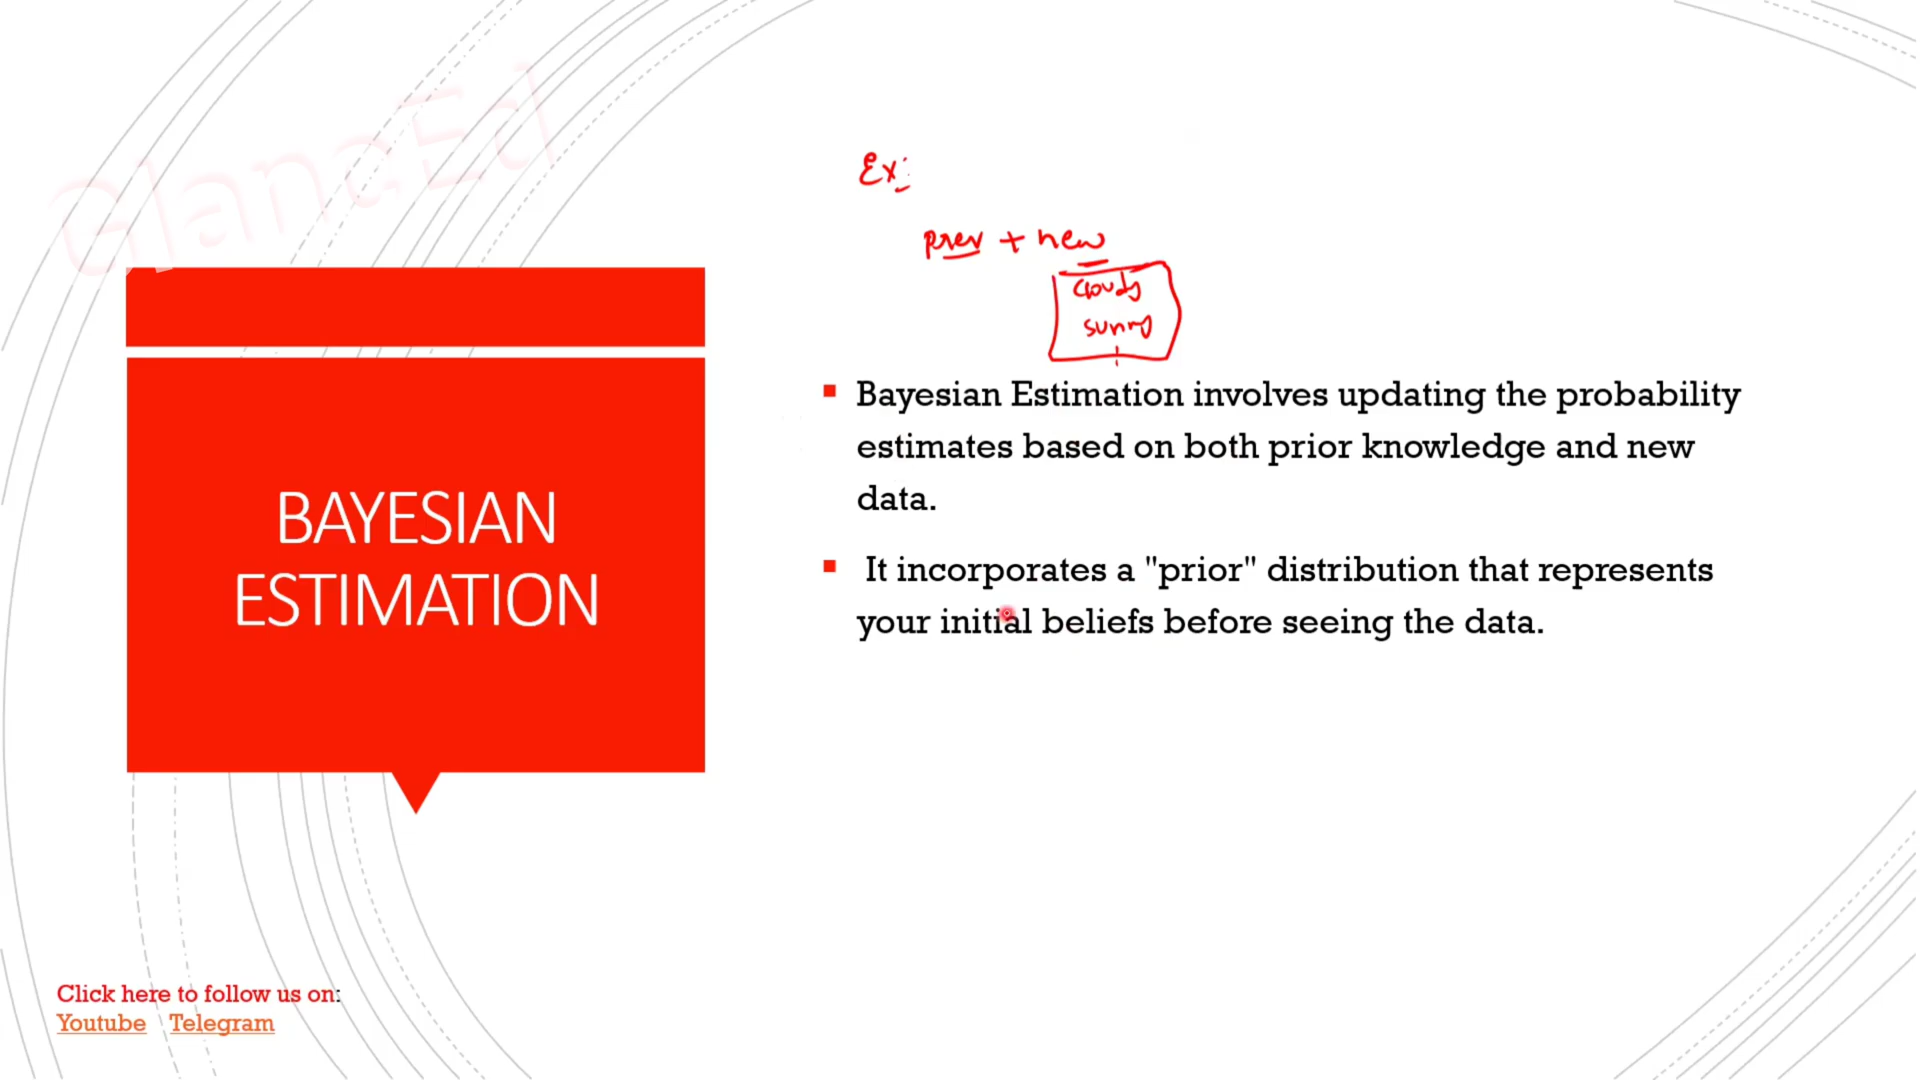 GlancEd
Ex:
prev + new
cloudy
sunny
BAYESIAN
ESTIMATION
Bayesian Estimation involves updating the probability
estimates based on both prior knowledge and new
data.
It incorporates a "prior" distribution that represents
your initial beliefs before seeing the data.
Click here to follow us on:
Youtube Telegram